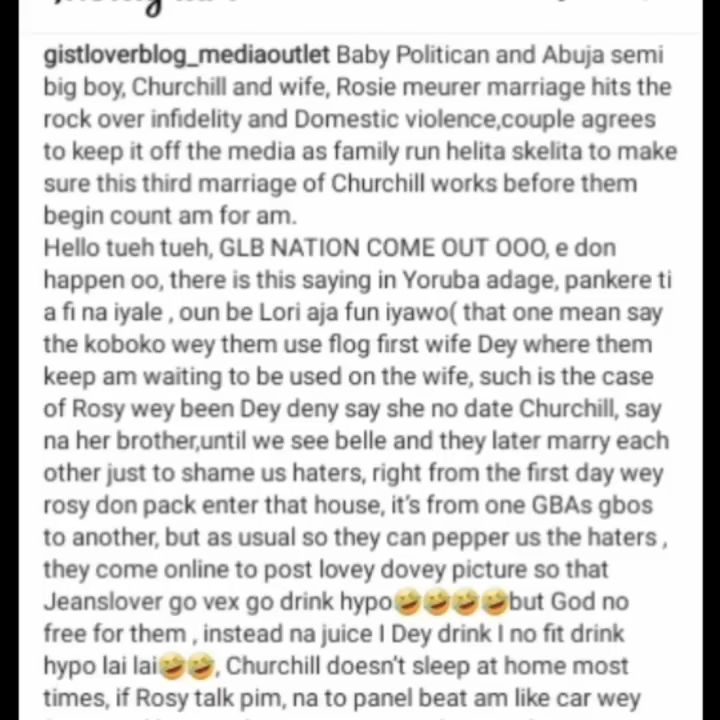 gistloverblog_mediaoutlet Baby Politican and Abuja semi
big boy, Churchill and wife, Rosie meurer marriage hits the
rock over infidelity and Domestic violence,couple agrees
to keep it off the media as family run helita skelita to make
sure this third marriage of Churchill works before them
begin count am for am.
Hello tueh tueh, GLB NATION COME OUT OOO, e don
happen oo, there is this saying in Yoruba adage, pankere ti
a fi na iyale , oun be Lori aja fun iyawo( that one mean say
the koboko wey them use flog first wife Dey where them
keep am waiting to be used on the wife, such is the case
of Rosy wey been Dey deny say she no date Churchill, say
na her brother,until we see belle and they later marry each
other just to shame us haters, right from the first day wey
rosy don pack enter that house, it's from one GBAs gbos
to another, but as usual so they can pepper us the haters ,
they come online to post lovey dovey picture so that
Jeanslover go vex go drink hypo🤣🤣🤣🤣but God no
free for them , instead na juice I Dey drink I no fit drink
hypo lai lai🤣🤣, Churchill doesn't sleep at home most
times, if Rosy talk pim, na to panel beat am like car wey